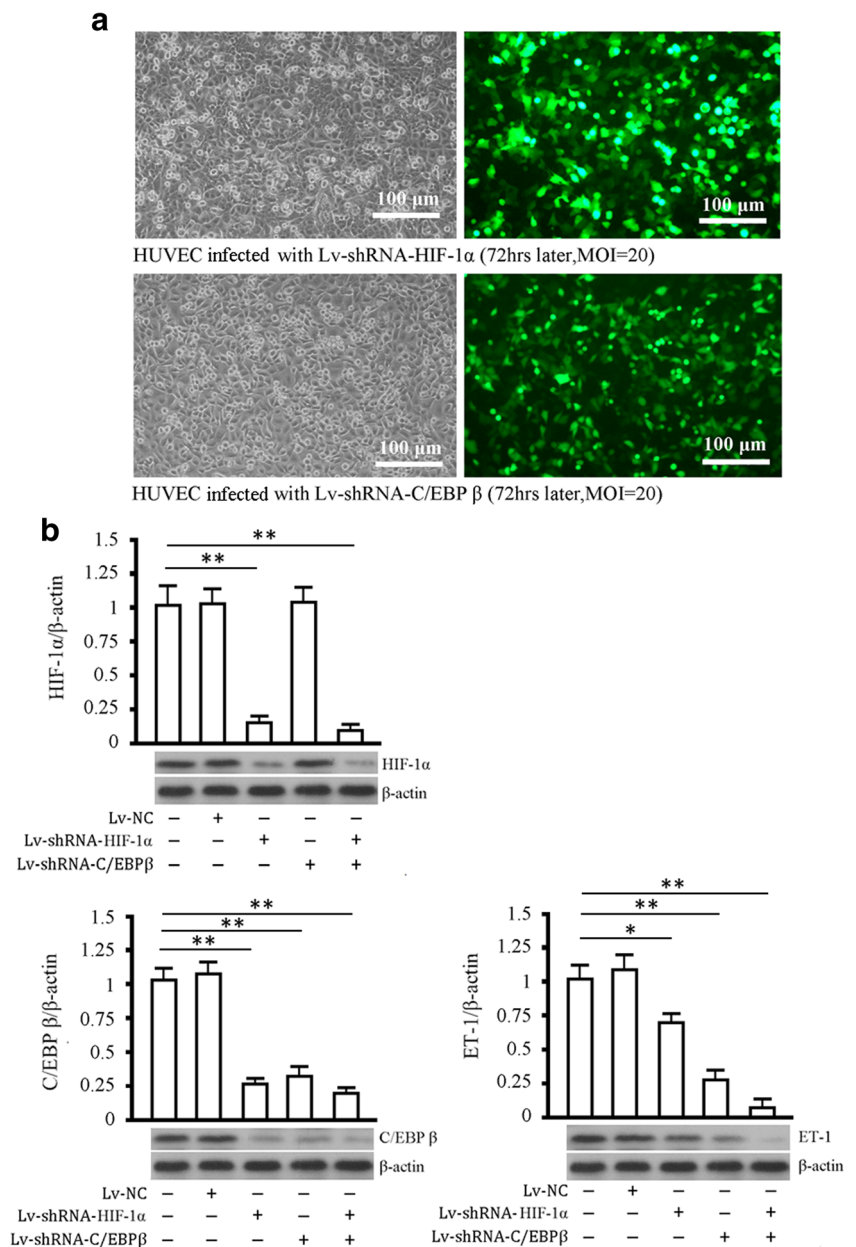 a
100 µm
100 µm
HUVEC infected with Lv-shRNA-HIF-1α (72hrs later,MOI=20)
100 µm
100 µm
HUVEC infected with Lv-shRNA-C/EBP β (72hrs later,MOI=20)
b
HIF-1α/β-actin
1.5
1.25
1
0.75
0.5
0.25
0
**
**
HIF-1α
β-actin
Lv-NC – + – – –
Lv-shRNA-HIF-1α – – + – +
Lv-shRNA-C/EBPβ – – – + +
C/EBP β/β-actin
1.5
1.25
1
0.75
0.5
0.25
0
**
**
**
C/EBP β
β-actin
Lv-NC – + – – –
Lv-shRNA-HIF-1α – – + – +
Lv-shRNA-C/EBPβ – – – + +
ET-1/β-actin
1.5
1.25
1
0.75
0.5
0.25
0
**
**
*
ET-1
β-actin
Lv-NC – + – – –
Lv-shRNA-HIF-1α – – + – +
Lv-shRNA-C/EBPβ – – – + +